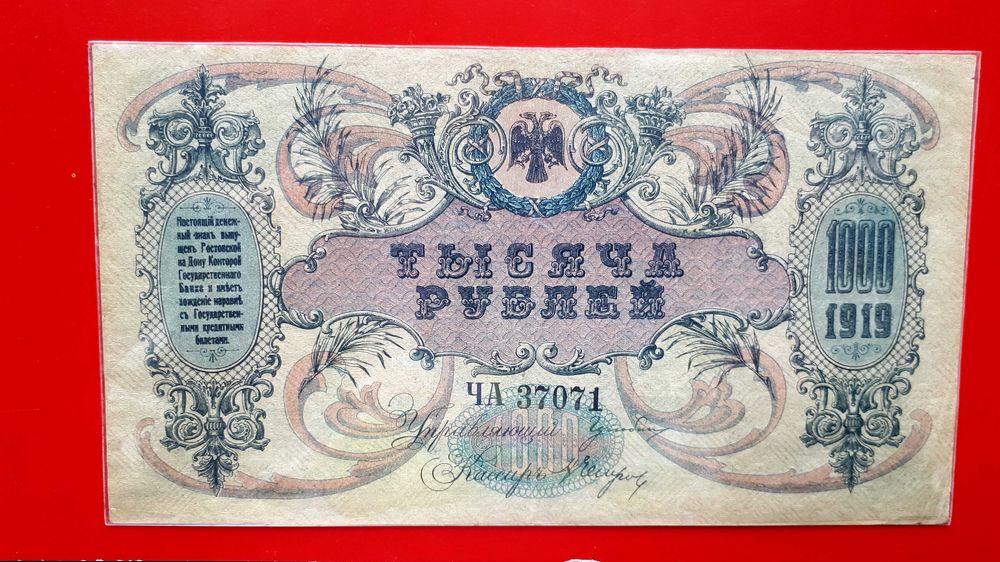 Настоящій денеж-
ный знакъ выпу-
щенъ Ростовской
на Дону Конторой
Государственнаго
Банка и имѣетъ
хожденіе наравнѣ
съ Государствен-
ными кредитными
билетами.
ТЫСЯЧА
РУБЛЕЙ
1000
1919
ЧА 37071
Управляющій
1000
Кассиръ